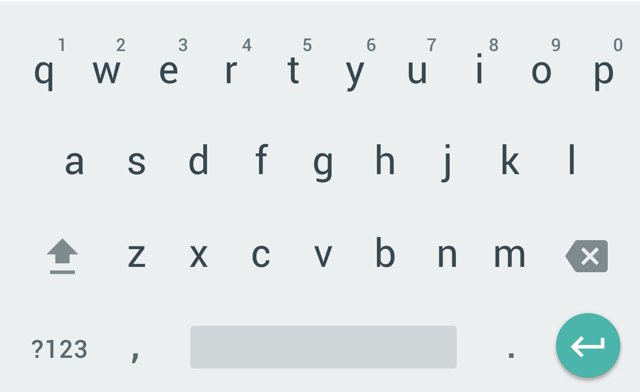 1 2 3 4 5 6 7 8 9 0
q w e r t y u i o p
a s d f g h j k l
z x c v b n m
?123 , .